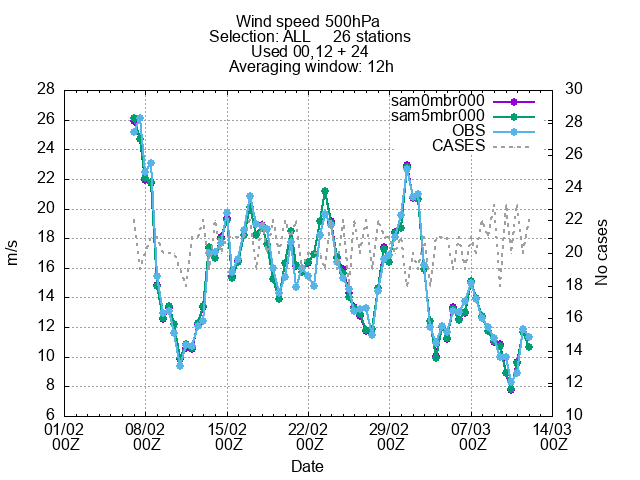 Wind speed 500hPa
Selection: ALL 26 stations
Used 00,12 + 24
Averaging window: 12h
sam0mbr000
sam5mbr000
OBS
CASES
28
26
24
22
20
18
16
14
12
10
8
6
m/s
30
28
26
24
22
20
18
16
14
12
10
No cases
01/02 08/02 15/02 22/02 29/02 07/03 14/03
00Z 00Z 00Z 00Z 00Z 00Z 00Z
Date